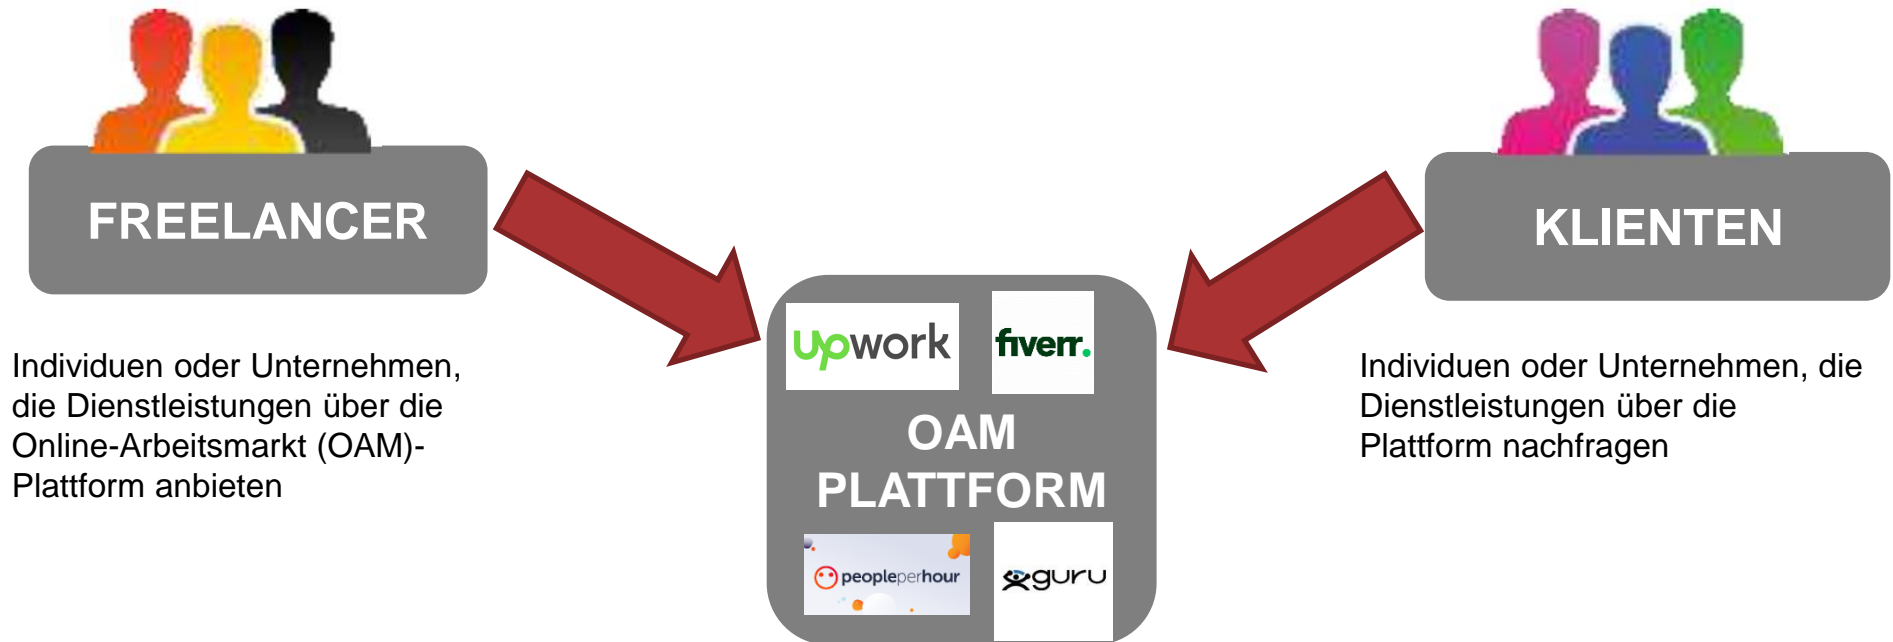 FREELANCER
Individuen oder Unternehmen,
die Dienstleistungen über die
Online-Arbeitsmarkt (OAM)-
Plattform anbieten
upwork
fiverr.
OAM
PLATTFORM
peopleperhour
guru
KLIENTEN
Individuen oder Unternehmen, die
Dienstleistungen über die
Plattform nachfragen